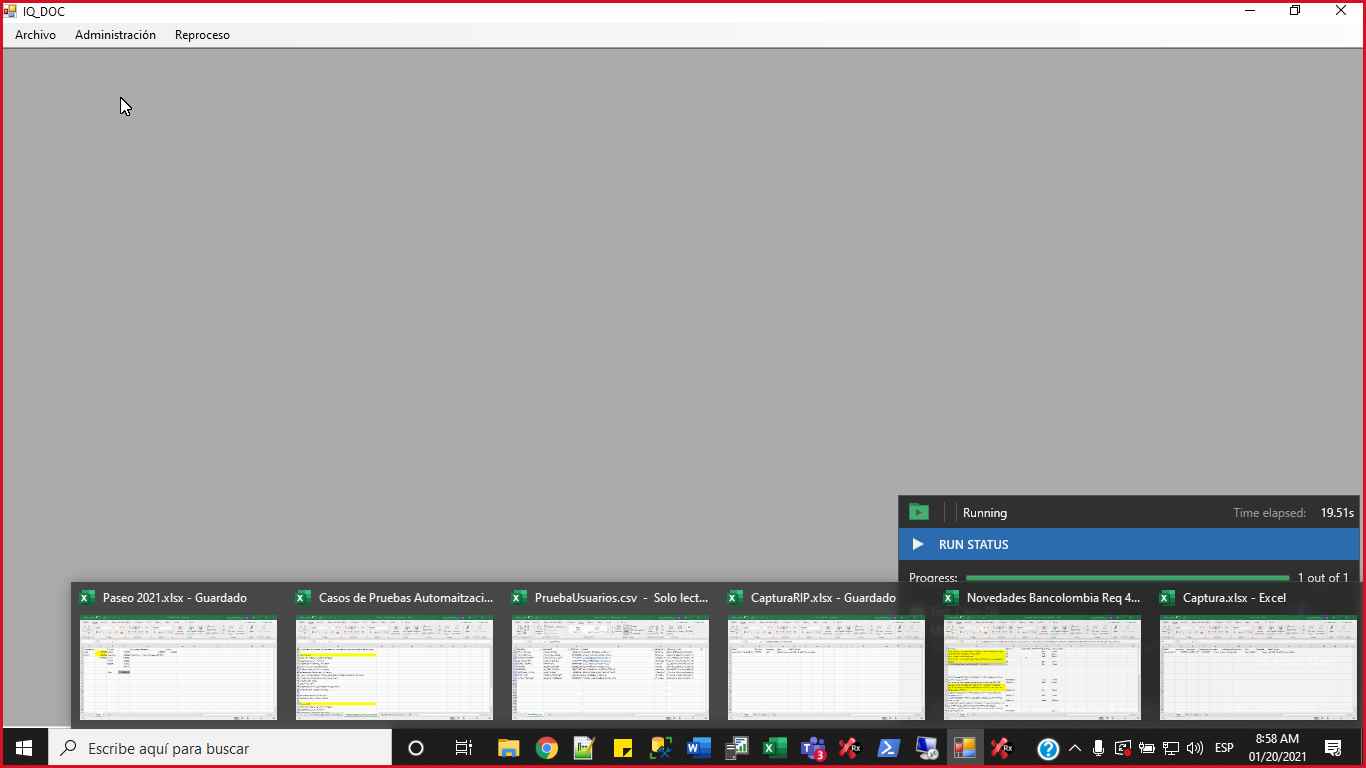 IQ_DOC
Archivo Administración Reproceso
Running Time elapsed: 19.51s
RUN STATUS
Progress: 1 out of 1
Paseo 2021.xlsx - Guardado
Casos de Pruebas Automaitzaci...
PruebaUsuarios.csv - Solo lect...
CapturaRIP.xlsx - Guardado
Novedades Bancolombia Req 4...
Captura.xlsx - Excel
Escribe aquí para buscar
3
ESP
8:58 AM
01/20/2021